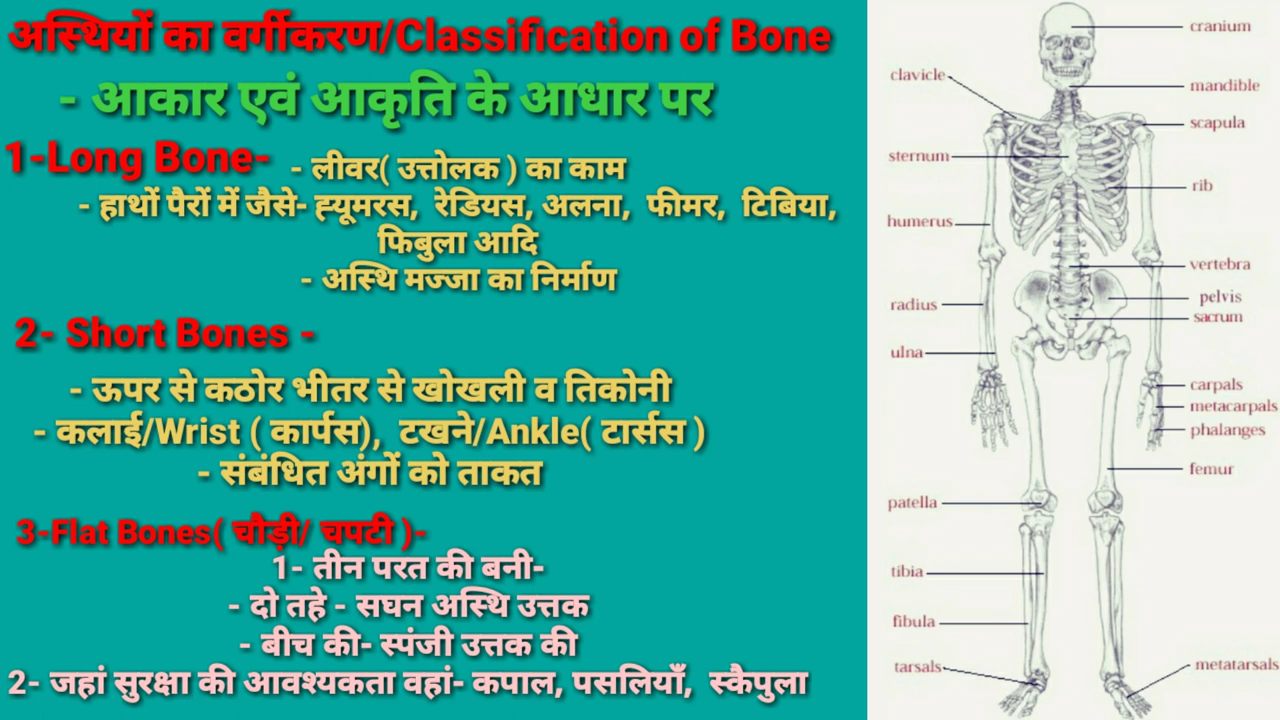 अस्थियों का वर्गीकरण/Classification of Bone
- आकार एवं आकृति के आधार पर
1-Long Bone-
- लीवर( उत्तोलक ) का काम
- हाथों पैरों में जैसे- ह्यूमरस, रेडियस, अलना, फीमर, टिबिया,
फिबुला आदि
- अस्थि मज्जा का निर्माण
2- Short Bones -
- ऊपर से कठोर भीतर से खोखली व तिकोनी
- कलाई/Wrist ( कार्पस), टखने/Ankle( टार्सस )
- संबंधित अंगों को ताकत
3-Flat Bones( चौड़ी/ चपटी )-
1- तीन परत की बनी-
- दो तहे - सघन अस्थि उत्तक
- बीच की- स्पंजी उत्तक की
2- जहां सुरक्षा की आवश्यकता वहां- कपाल, पसलियाँ, स्कैपुला
cranium
clavicle
mandible
scapula
sternum
rib
humerus
vertebra
pelvis
radius
sacrum
ulna
carpals
metacarpals
phalanges
femur
patella
tibia
fibula
tarsals
metatarsals